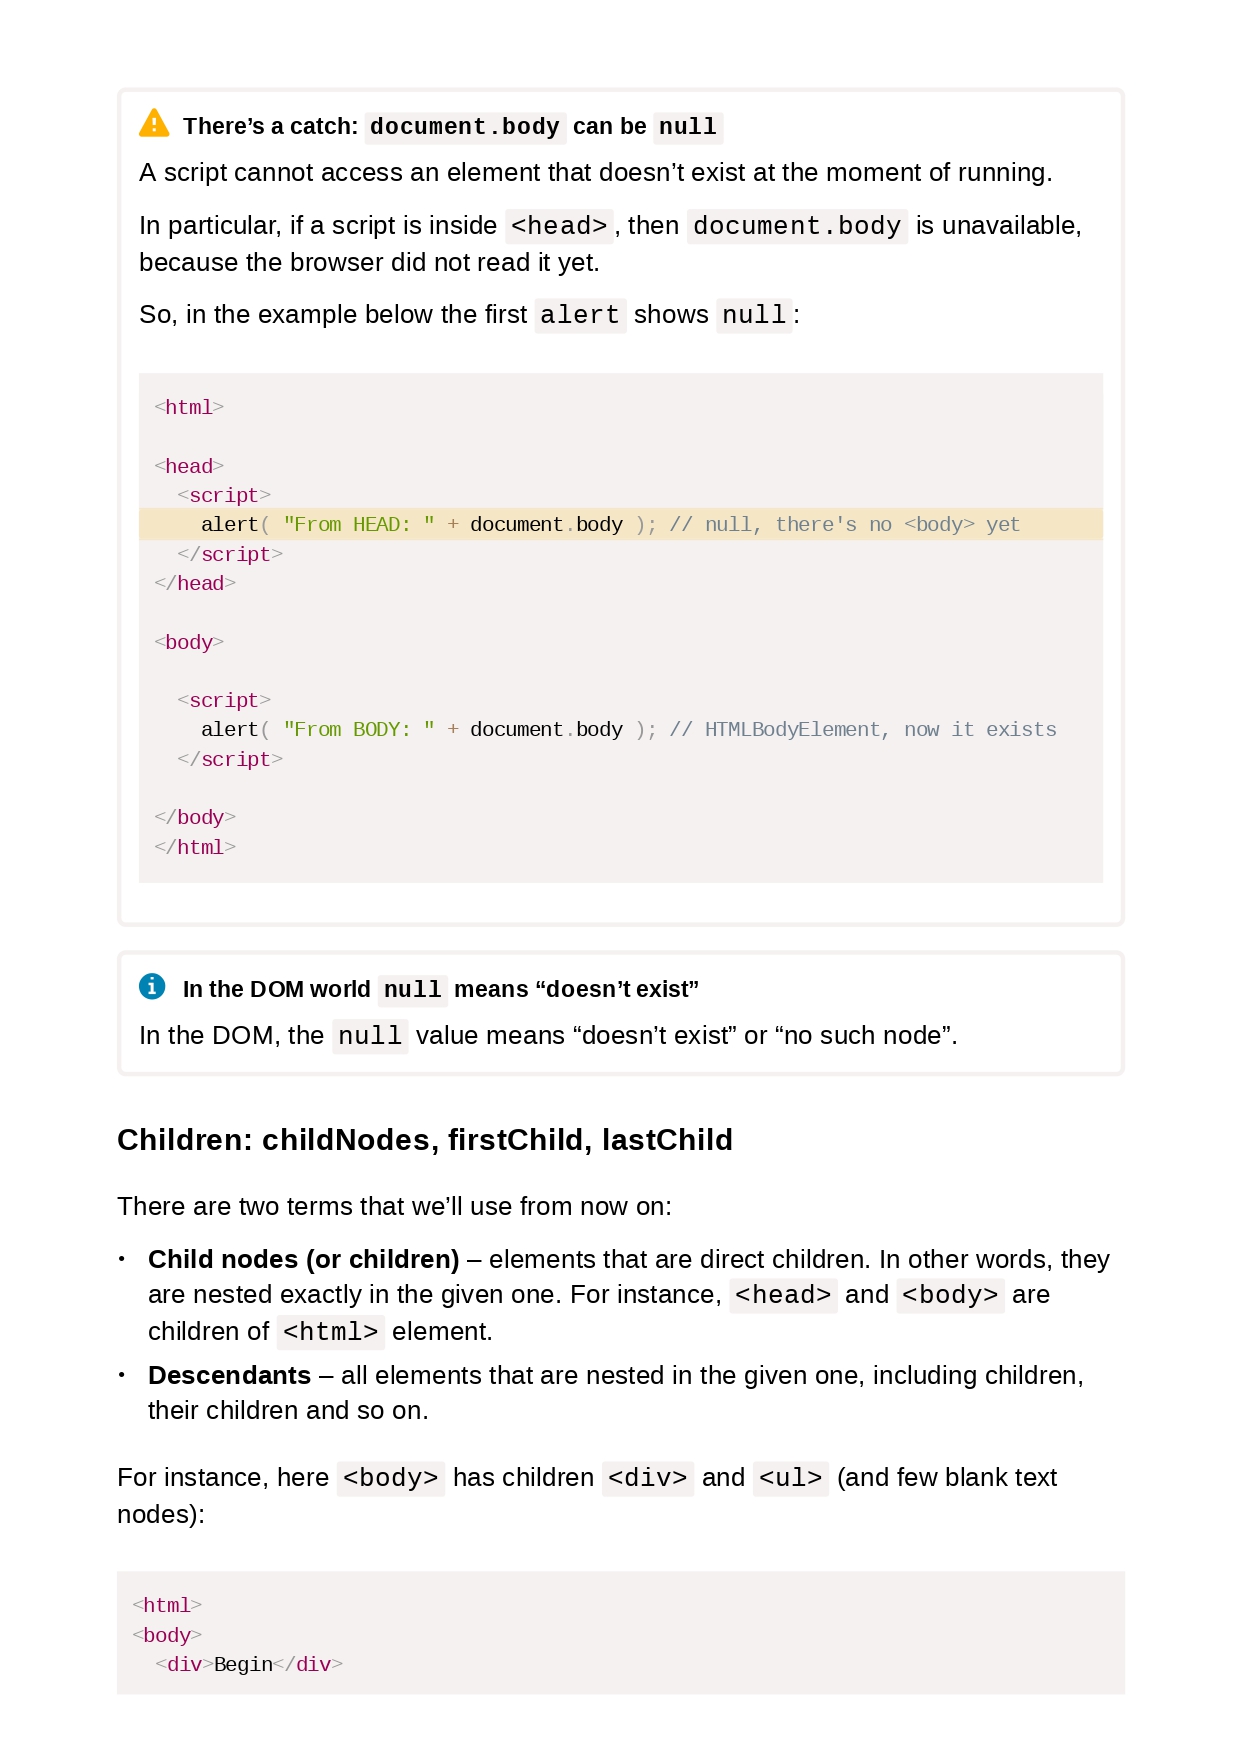 There’s a catch: document.body can be null
A script cannot access an element that doesn’t exist at the moment of running.
In particular, if a script is inside <head>, then document.body is unavailable,
because the browser did not read it yet.
So, in the example below the first alert shows null:
<html>
<head>
  <script>
    alert( "From HEAD: " + document.body ); // null, there's no <body> yet
  </script>
</head>
<body>
  <script>
    alert( "From BODY: " + document.body ); // HTMLBodyElement, now it exists
  </script>
</body>
</html>
In the DOM world null means “doesn’t exist”
In the DOM, the null value means “doesn’t exist” or “no such node”.
Children: childNodes, firstChild, lastChild
There are two terms that we’ll use from now on:
• Child nodes (or children) – elements that are direct children. In other words, they
are nested exactly in the given one. For instance, <head> and <body> are
children of <html> element.
• Descendants – all elements that are nested in the given one, including children,
their children and so on.
For instance, here <body> has children <div> and <ul> (and few blank text
nodes):
<html>
<body>
  <div>Begin</div>